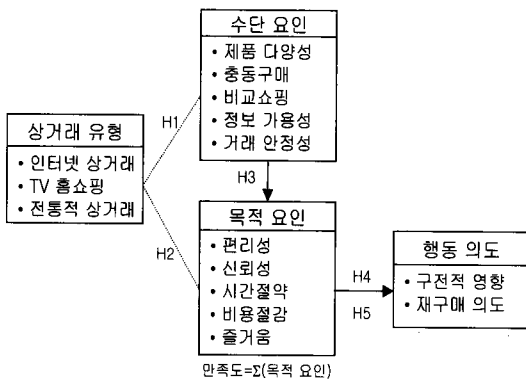 수단 요인
• 제품 다양성
• 충동구매
• 비교쇼핑
• 정보 가용성
• 거래 안정성
H1
상거래 유형
• 인터넷 상거래
• TV 홈쇼핑
• 전통적 상거래
H3
H2
목적 요인
• 편리성
• 신뢰성
• 시간절약
• 비용절감
• 즐거움
H4
H5
행동 의도
• 구전적 영향
• 재구매 의도
만족도=Σ(목적 요인)